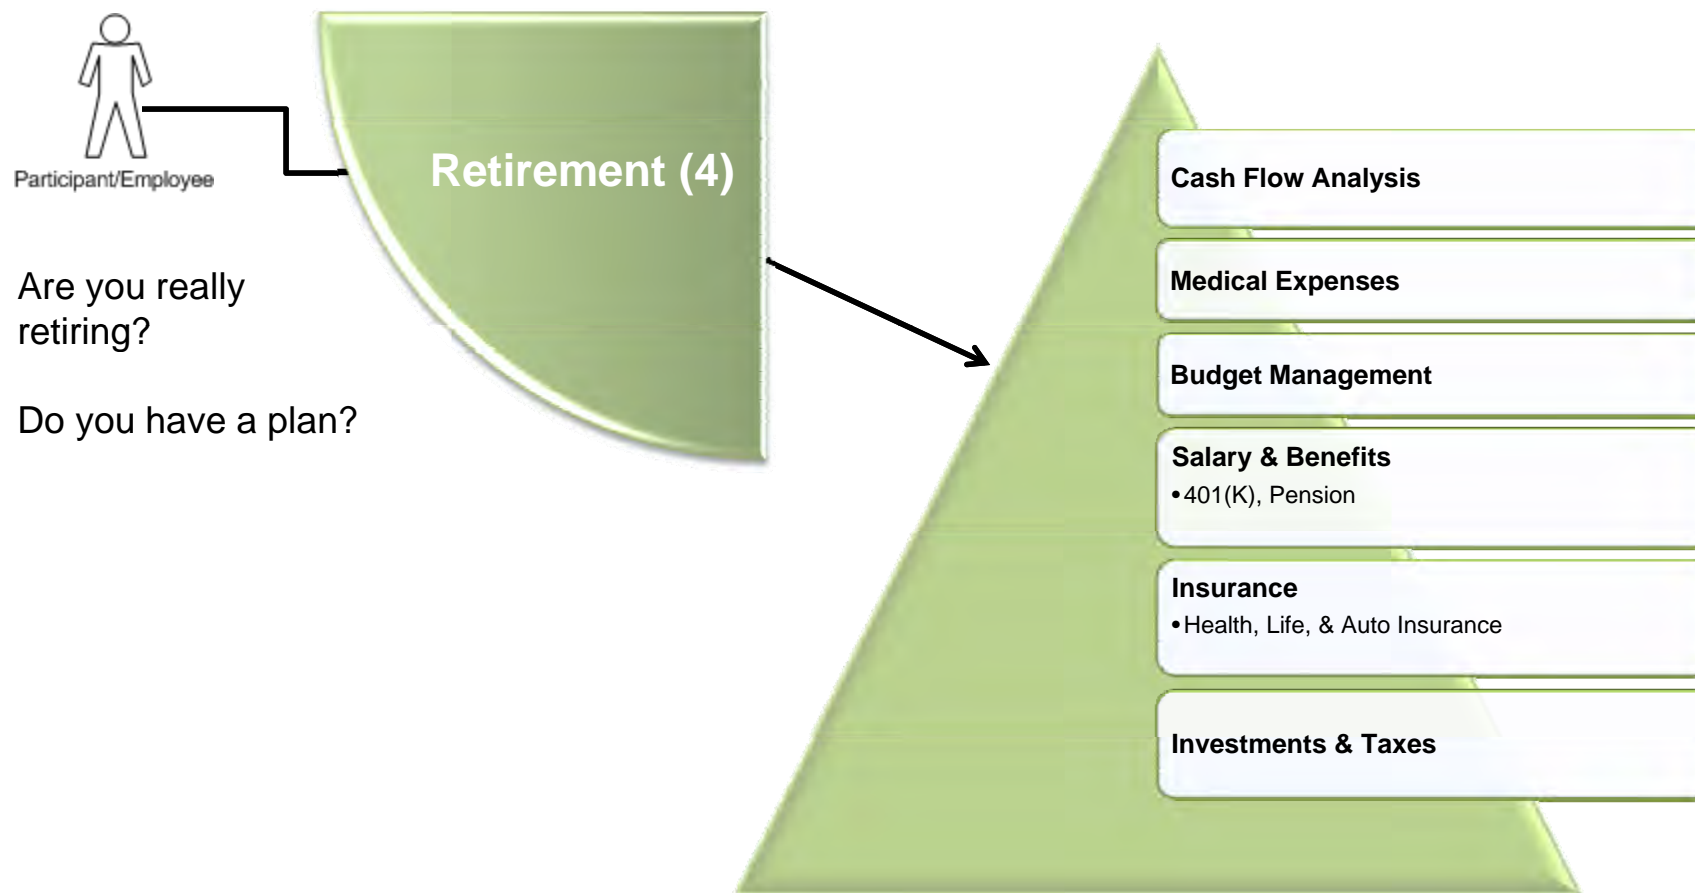 Participant/Employee
Retirement (4)
Are you really
retiring?
Do you have a plan?
Cash Flow Analysis
Medical Expenses
Budget Management
Salary & Benefits
•401(K), Pension
Insurance
•Health, Life, & Auto Insurance
Investments & Taxes